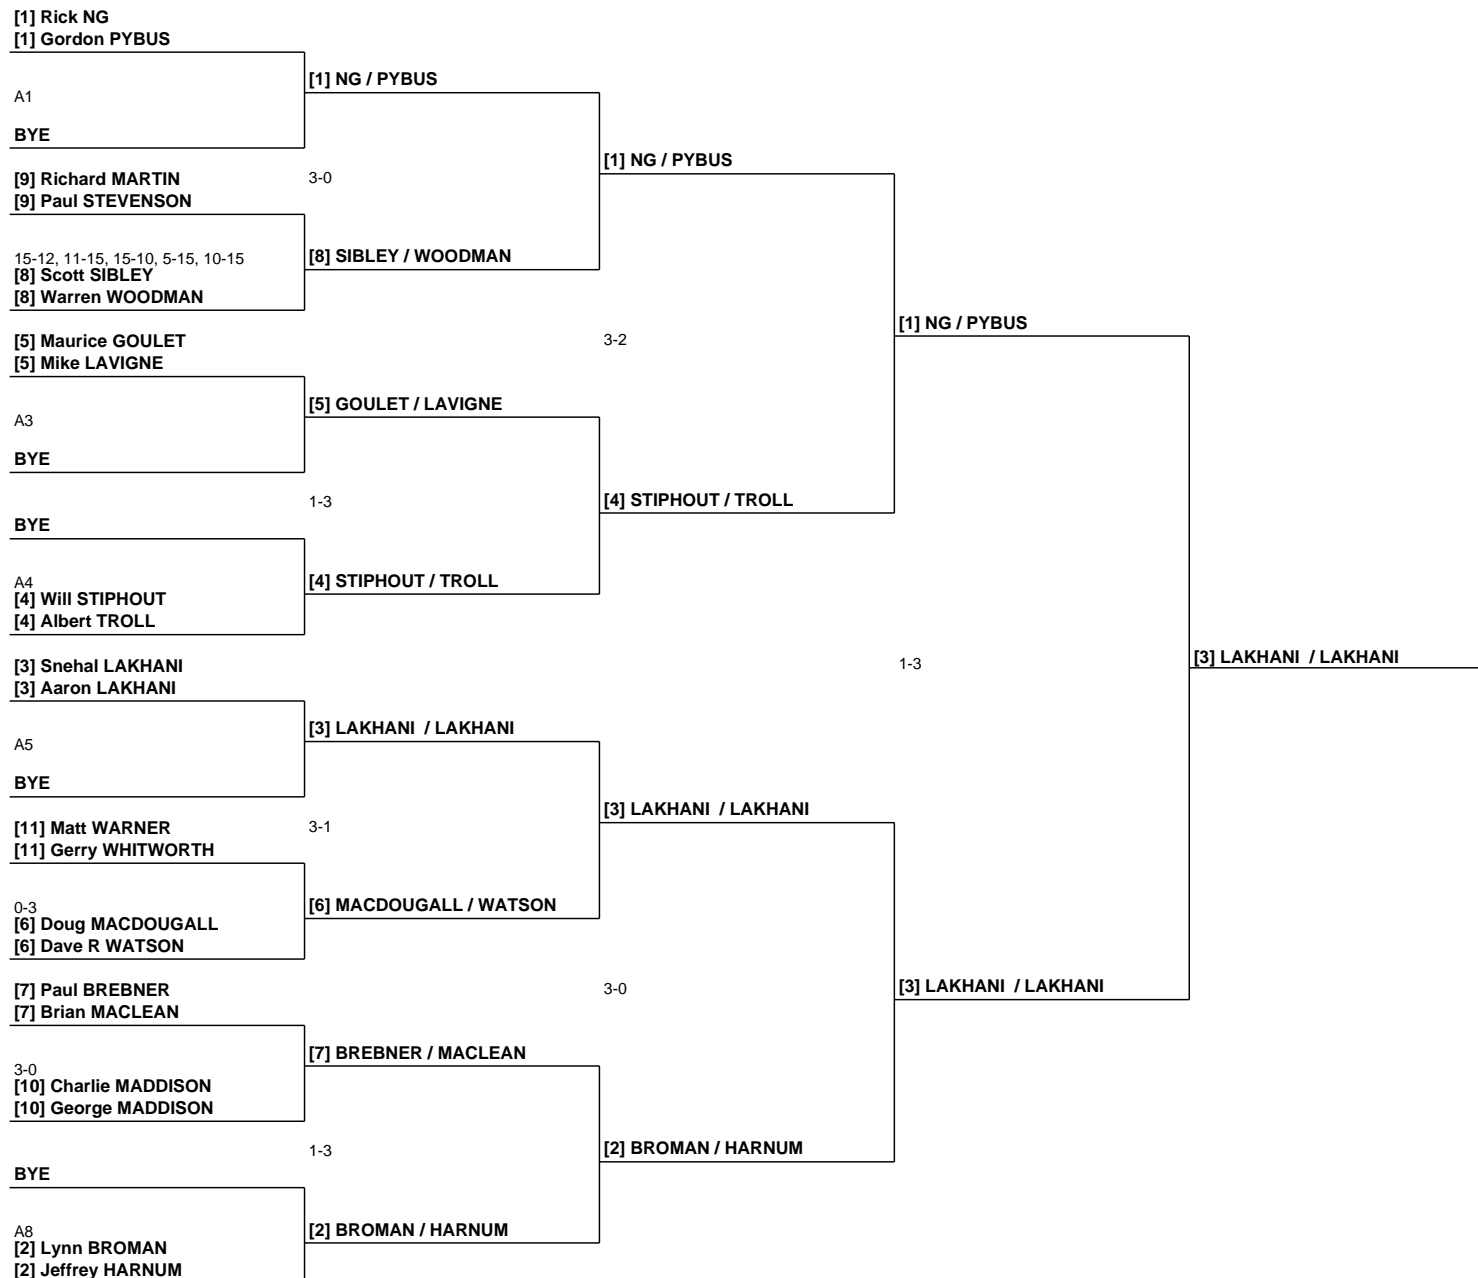 [1] Rick NG
[1] Gordon PYBUS
[1] NG / PYBUS
A1
BYE
[1] NG / PYBUS
[9] Richard MARTIN
3-0
[9] Paul STEVENSON
15-12, 11-15, 15-10, 5-15, 10-15
[8] SIBLEY / WOODMAN
[8] Scott SIBLEY
[8] Warren WOODMAN
[1] NG / PYBUS
[5] Maurice GOULET
3-2
[5] Mike LAVIGNE
[5] GOULET / LAVIGNE
A3
BYE
1-3
[4] STIPHOUT / TROLL
BYE
A4
[4] STIPHOUT / TROLL
[4] Will STIPHOUT
[4] Albert TROLL
[3] LAKHANI / LAKHANI
[3] Snehal LAKHANI
1-3
[3] Aaron LAKHANI
[3] LAKHANI / LAKHANI
A5
BYE
[3] LAKHANI / LAKHANI
[11] Matt WARNER
3-1
[11] Gerry WHITWORTH
0-3
[6] MACDOUGALL / WATSON
[6] Doug MACDOUGALL
[6] Dave R WATSON
[3] LAKHANI / LAKHANI
[7] Paul BREBNER
3-0
[7] Brian MACLEAN
[7] BREBNER / MACLEAN
3-0
[10] Charlie MADDISON
[10] George MADDISON
1-3
[2] BROMAN / HARNUM
BYE
A8
[2] BROMAN / HARNUM
[2] Lynn BROMAN
[2] Jeffrey HARNUM